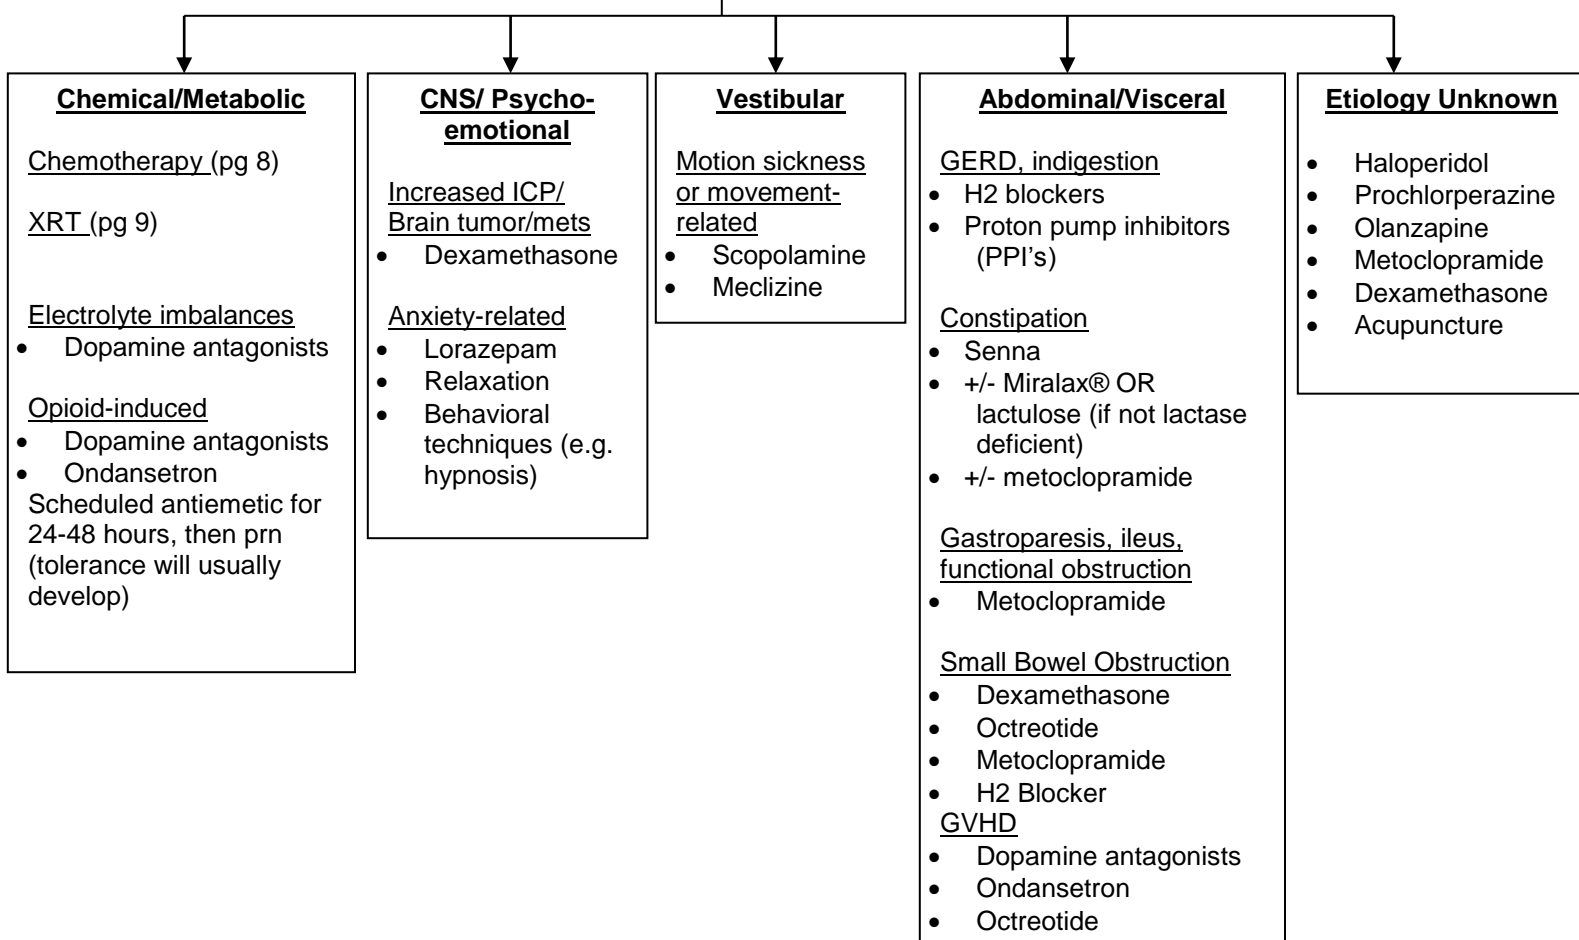 Chemical/Metabolic
Chemotherapy (pg 8)
XRT (pg 9)
Electrolyte imbalances
• Dopamine antagonists
Opioid-induced
• Dopamine antagonists
• Ondansetron
Scheduled antiemetic for
24-48 hours, then prn
(tolerance will usually
develop)
CNS/ Psycho-
emotional
Increased ICP/
Brain tumor/mets
• Dexamethasone
Anxiety-related
• Lorazepam
• Relaxation
• Behavioral
techniques (e.g.
hypnosis)
Vestibular
Motion sickness
or movement-
related
• Scopolamine
• Meclizine
Abdominal/Visceral
GERD, indigestion
• H2 blockers
• Proton pump inhibitors
(PPI's)
Constipation
• Senna
• +/- Miralax® OR
lactulose (if not lactase
deficient)
• +/- metoclopramide
Gastroparesis, ileus,
functional obstruction
• Metoclopramide
Small Bowel Obstruction
• Dexamethasone
• Octreotide
• Metoclopramide
• H2 Blocker
GVHD
• Dopamine antagonists
• Ondansetron
• Octreotide
Etiology Unknown
• Haloperidol
• Prochlorperazine
• Olanzapine
• Metoclopramide
• Dexamethasone
• Acupuncture